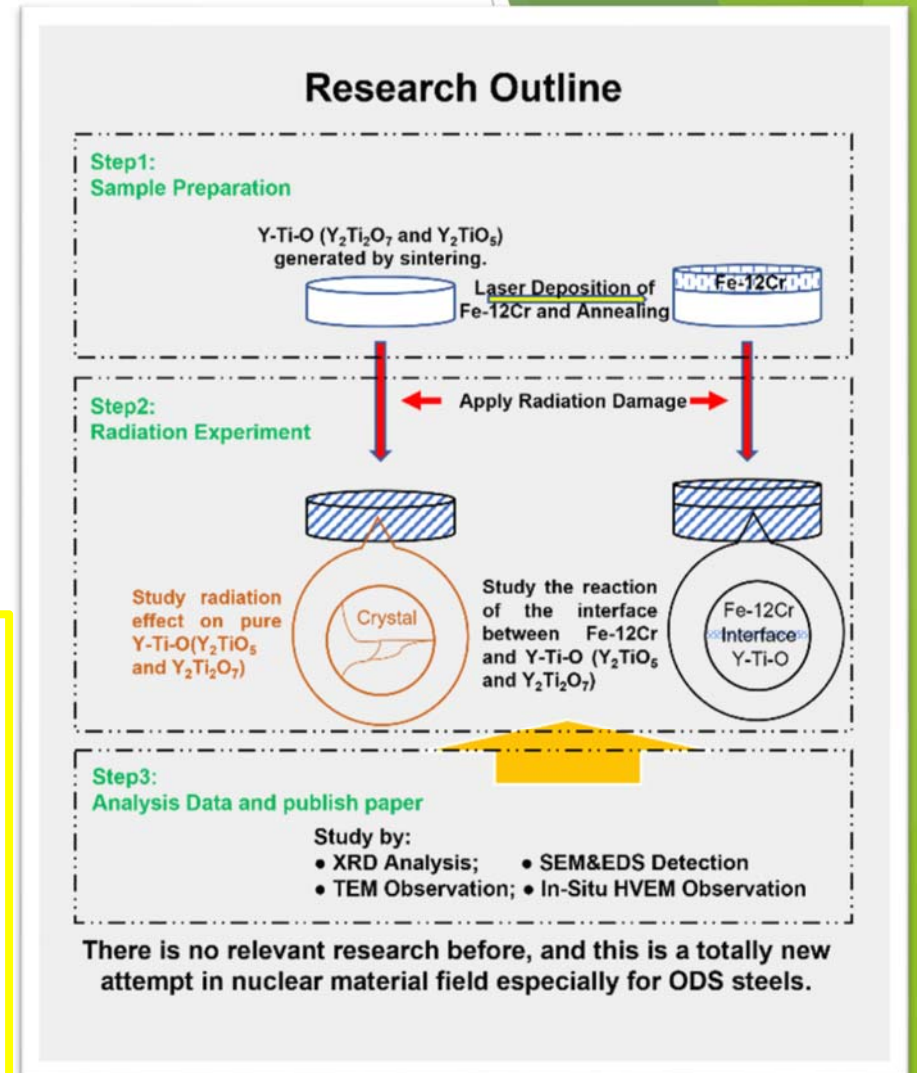 Research Outline
Step1:
Sample Preparation
Y-Ti-O (Y₂Ti₂O₇ and Y₂TiO₅)
generated by sintering.
Laser Deposition of
Fe-12Cr and Annealing
Fe-12Cr
Step2:
Radiation Experiment
Apply Radiation Damage
Study radiation
effect on pure
Y-Ti-O(Y₂TiO₅
and Y₂Ti₂O₇)
Crystal
Study the reaction
of the interface
between Fe-12Cr
and Y-Ti-O (Y₂TiO₅
and Y₂Ti₂O₇)
Fe-12Cr
Interface
Y-Ti-O
Step3:
Analysis Data and publish paper
Study by:
● XRD Analysis; ● SEM&EDS Detection
● TEM Observation; ● In-Situ HVEM Observation
There is no relevant research before, and this is a totally new
attempt in nuclear material field especially for ODS steels.